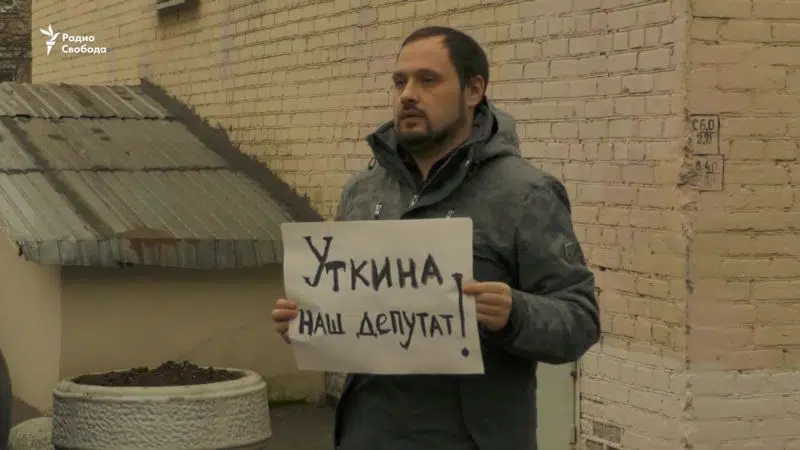 Радио
Свобода
Уткина
наш депутат!